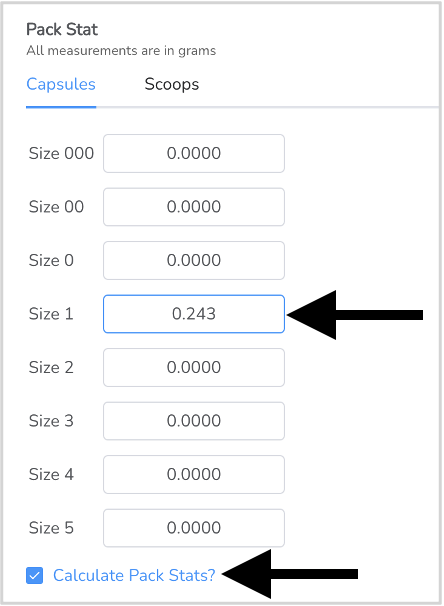 Pack Stat
All measurements are in grams
Capsules Scoops
Size 000 0.0000
Size 00 0.0000
Size 0 0.0000
Size 1 0.243
Size 2 0.0000
Size 3 0.0000
Size 4 0.0000
Size 5 0.0000
Calculate Pack Stats?